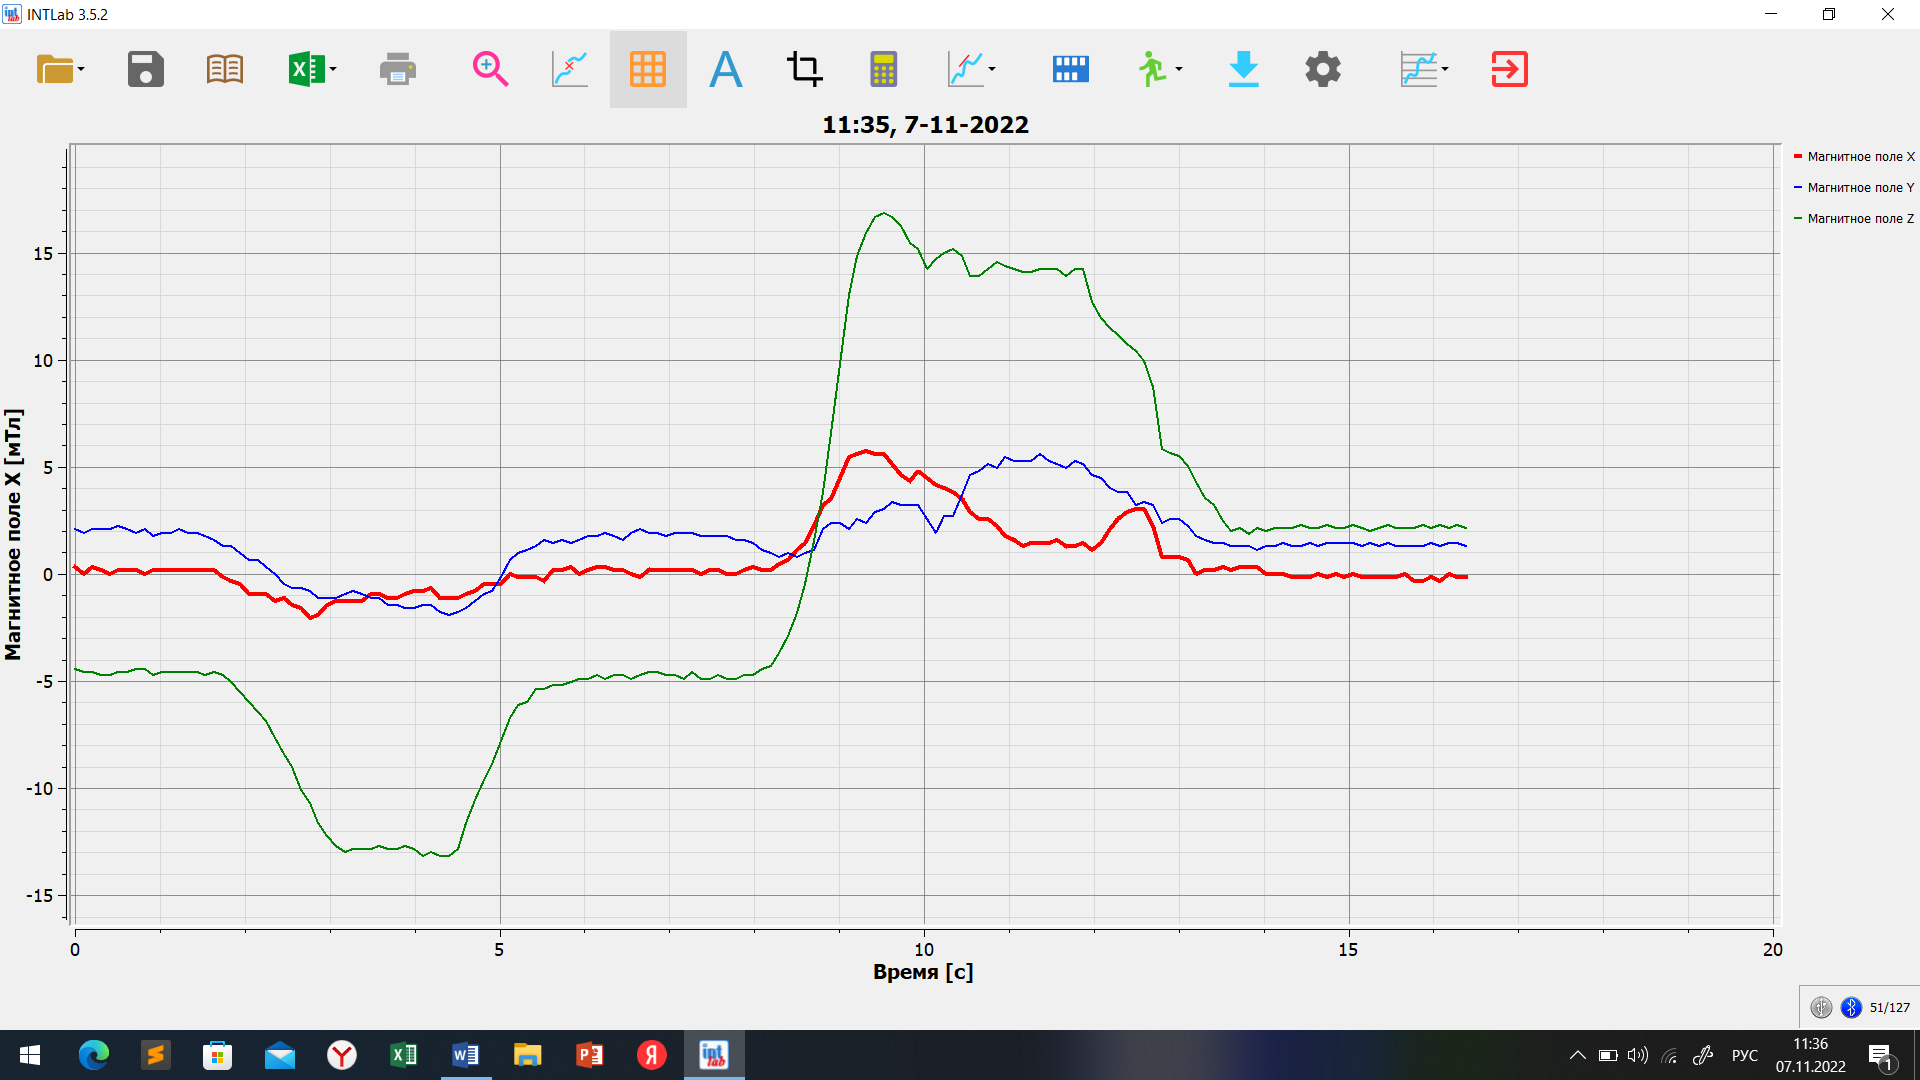 INTLab 3.5.2
11:35, 7-11-2022
Магнитное поле X
Магнитное поле Y
Магнитное поле Z
Магнитное поле X [мТл]
15
10
5
0
-5
-10
-15
0 5 10 15 20
Время [с]
51/127
РУС
11:36
07.11.2022
1